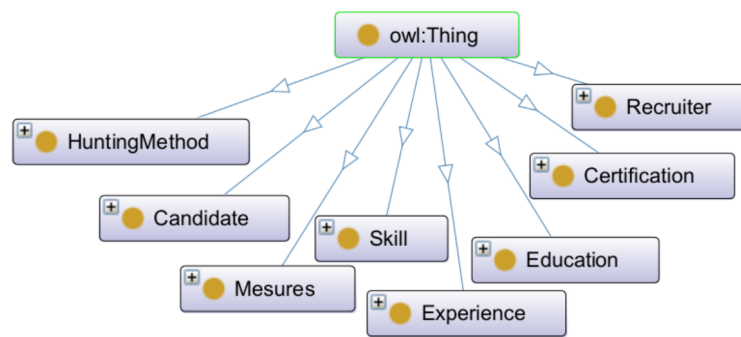 owl:Thing
Recruiter
HuntingMethod
Certification
Candidate
Skill
Education
Mesures
Experience